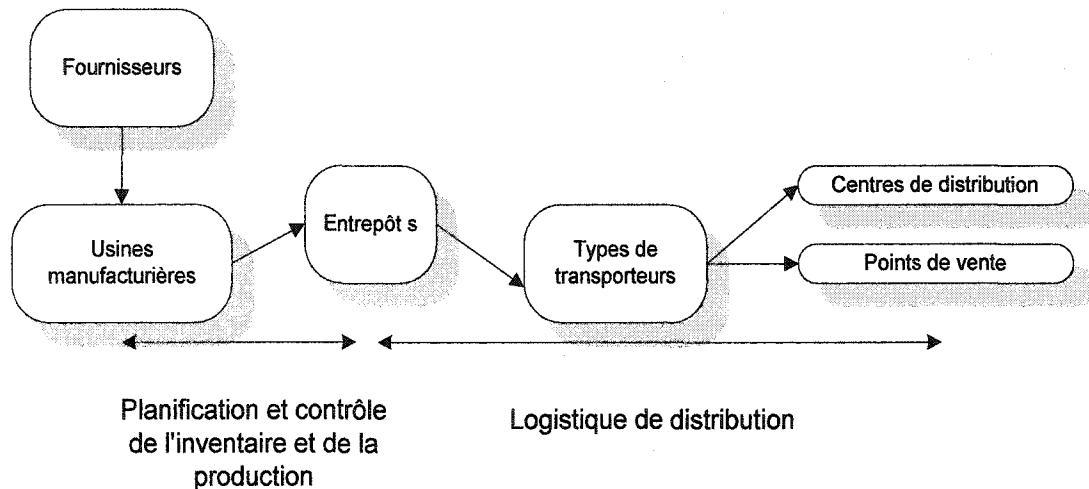 Fournisseurs
Usines
manufacturières
Entrepôt s
Types de
transporteurs
Centres de distribution
Points de vente
Planification et contrôle
de l'inventaire et de la
production
Logistique de distribution